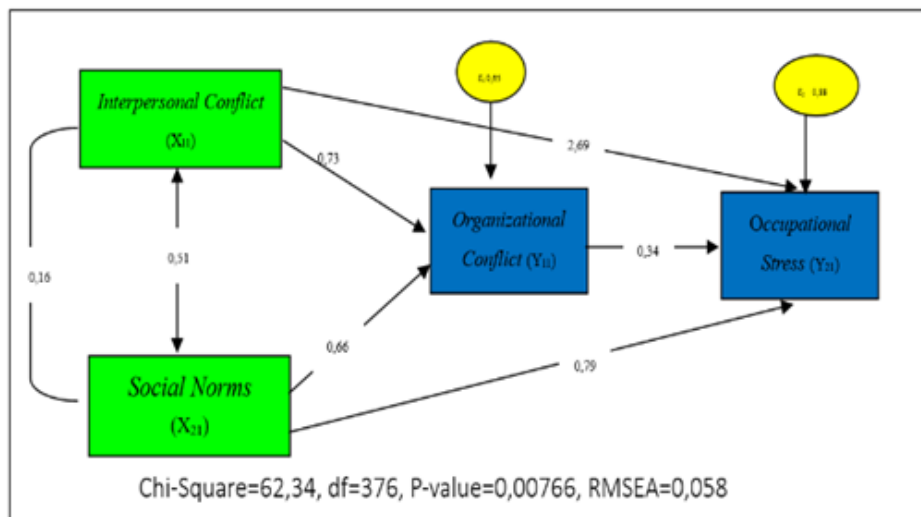 Interpersonal Conflict
(X₁₁)
0,73
2,69
Organizational
Conflict (Y₁₁)
0,34
Occupational
Stress (Y₂₁)
0,16
0,51
0,66
0,79
Social Norms
(X₂₁)
Chi-Square=62,34, df=376, P-value=0,00766, RMSEA=0,058